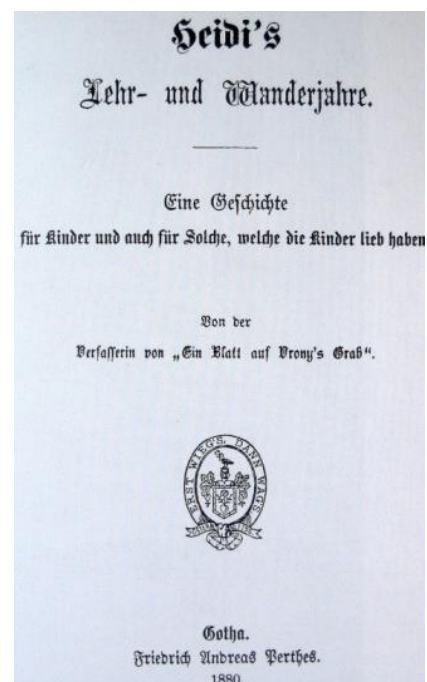 Heidi's
Lehr- und Wanderjahre.
Eine Geschichte
für Kinder und auch für Solche, welche die Kinder lieb haben
Von der
Verfasserin von „Ein Blatt auf Vrony's Grab“.
ERST WIEG'S, DANN WAG'S
Gotha.
Friedrich Andreas Perthes.
1880.